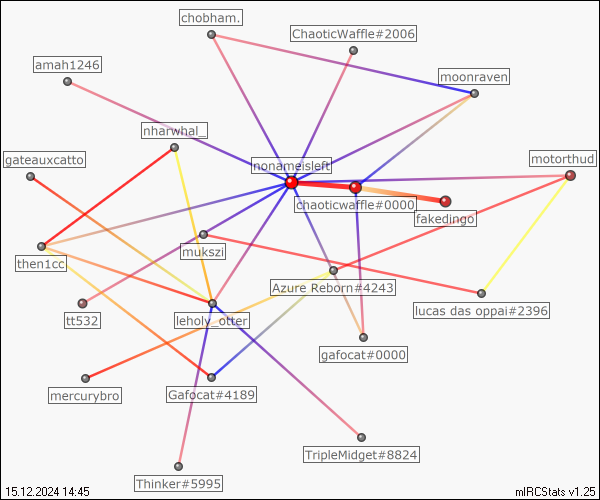 chobham.
ChaoticWaffle#2006
amah1246
moonraven
nharwhal_
gateauxcatto
nonameisleft
motorthud
chaoticwaffle#0000
fakedingo
mukszi
then1cc
Azure Reborn#4243
lucas das oppai#2396
tt532
leholy_otter
gafocat#0000
mercurybro
Gafocat#4189
TripleMidget#8824
Thinker#5995
15.12.2024 14:45
mIRCStats v1.25